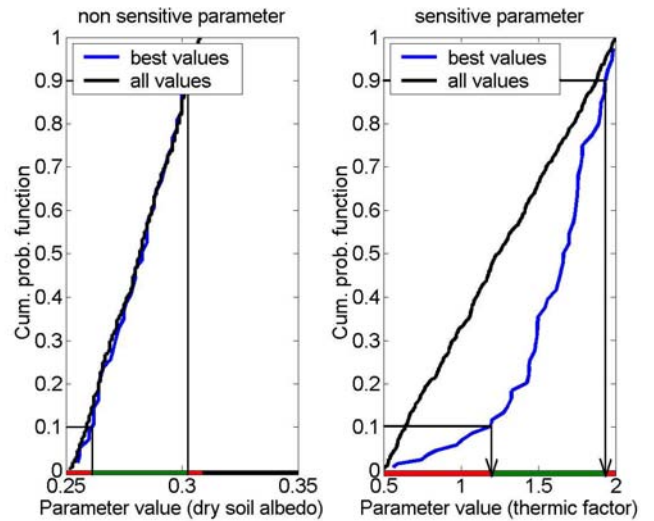 non sensitive parameter
best values
all values
Cum. prob. function
1
0.9
0.8
0.7
0.6
0.5
0.4
0.3
0.2
0.1
0
0.25
0.3
0.35
Parameter value (dry soil albedo)
sensitive parameter
best values
all values
Cum. prob. function
1
0.9
0.8
0.7
0.6
0.5
0.4
0.3
0.2
0.1
0
0.5
1
1.5
2
Parameter value (thermic factor)